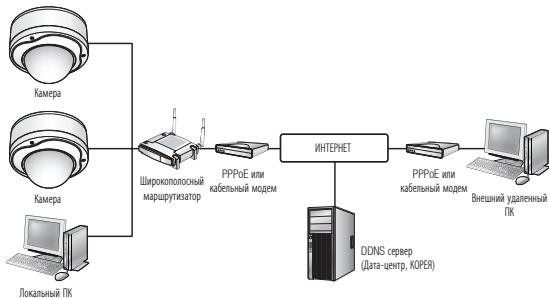 Камера
Камера
Локальный ПК
Широкополосный
маршрутизатор
PPPoE или
кабельный модем
ИНТЕРНЕТ
DDNS сервер
(Дата-центр, КОРЕЯ)
PPPoE или
кабельный модем
Внешний удаленный
ПК